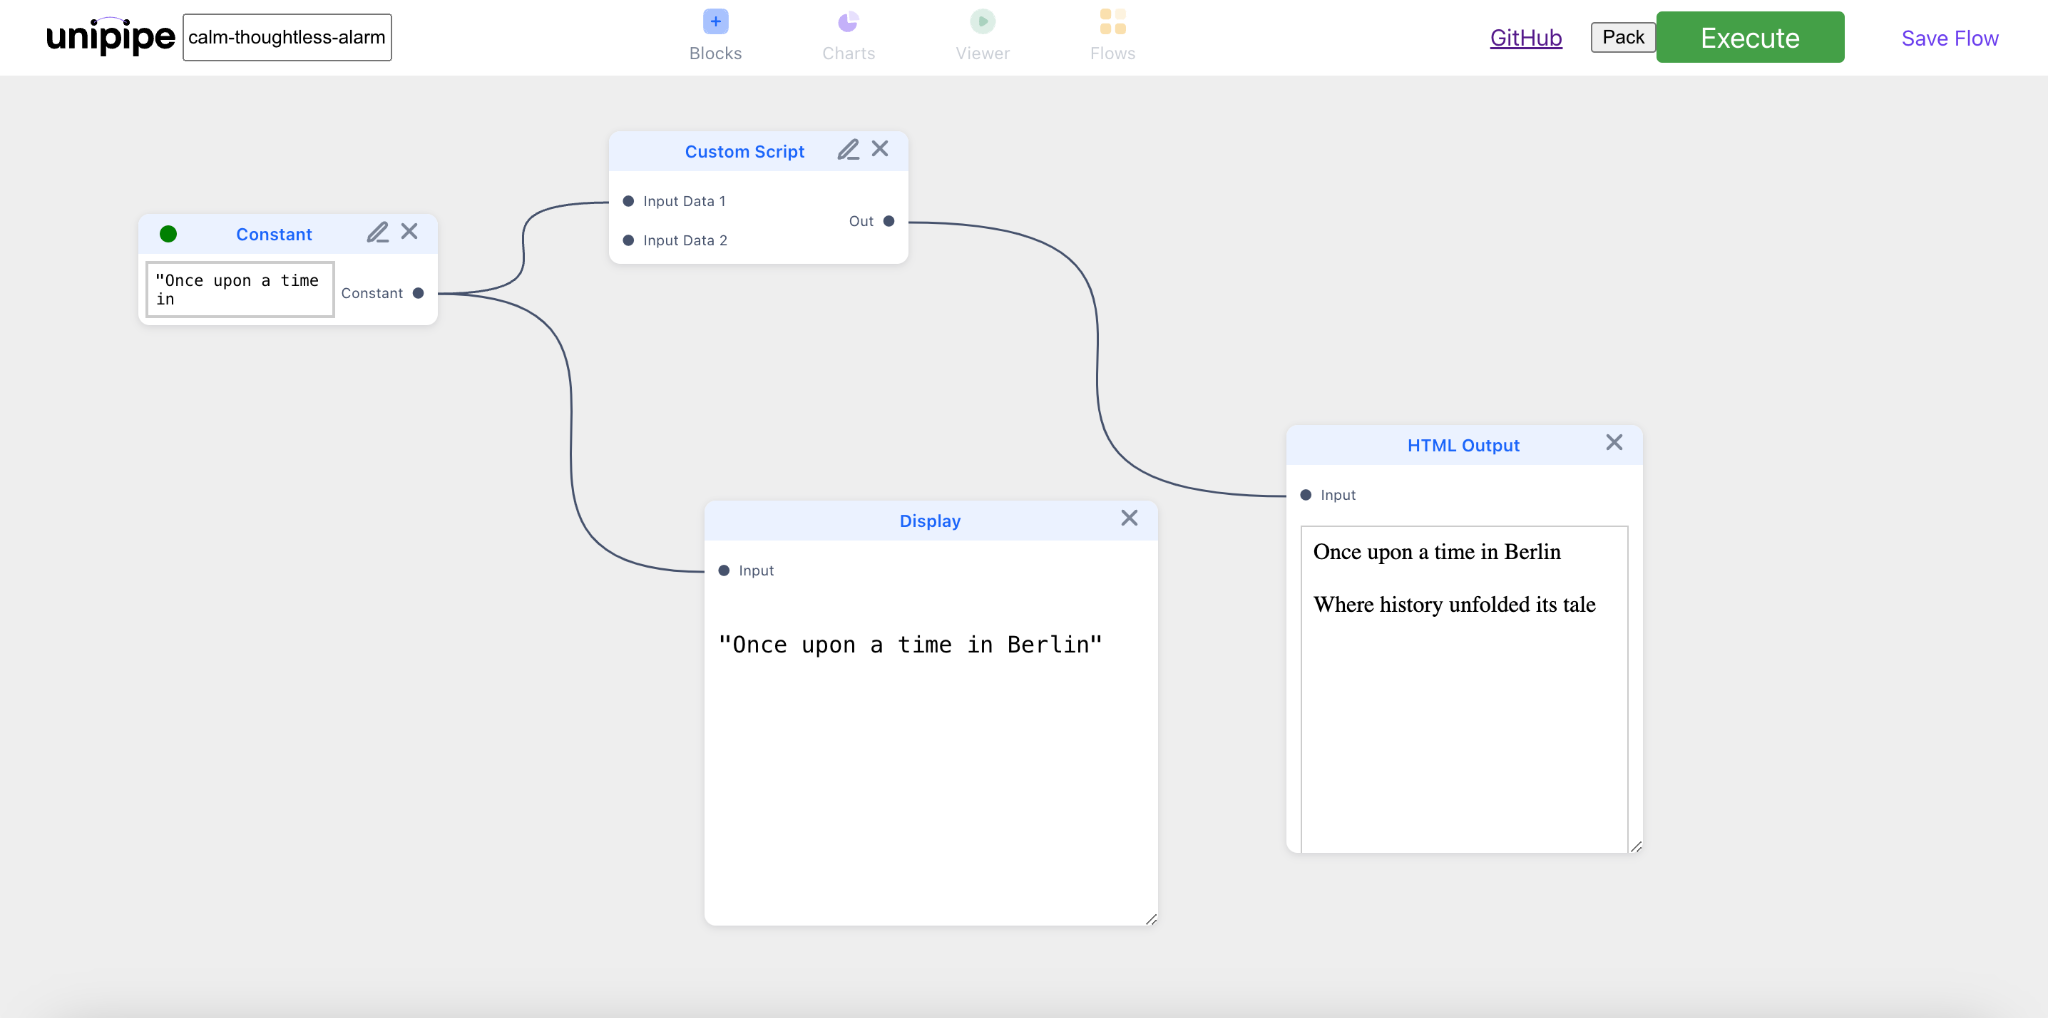 unipipe calm-thoughtless-alarm
Blocks Charts Viewer Flows
GitHub Pack Execute Save Flow
Custom Script
Input Data 1
Out
Input Data 2
Constant
"Once upon a time
in
Constant
HTML Output
Input
Once upon a time in Berlin
Where history unfolded its tale
Display
Input
"Once upon a time in Berlin"